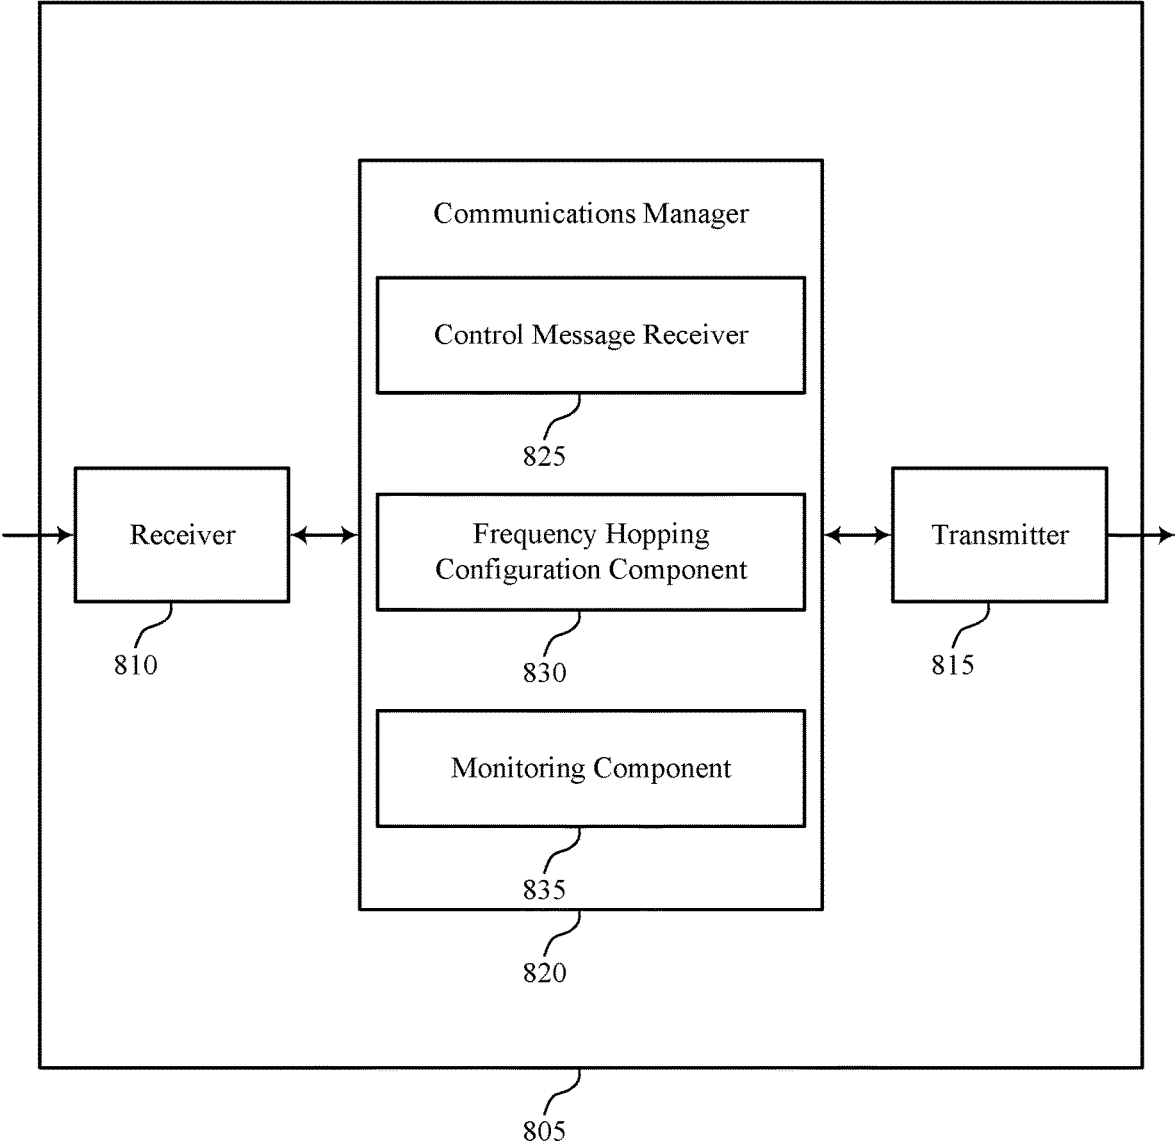 Communications Manager
Control Message Receiver
825
Receiver
810
Frequency Hopping
Configuration Component
830
Transmitter
815
Monitoring Component
835
820
805